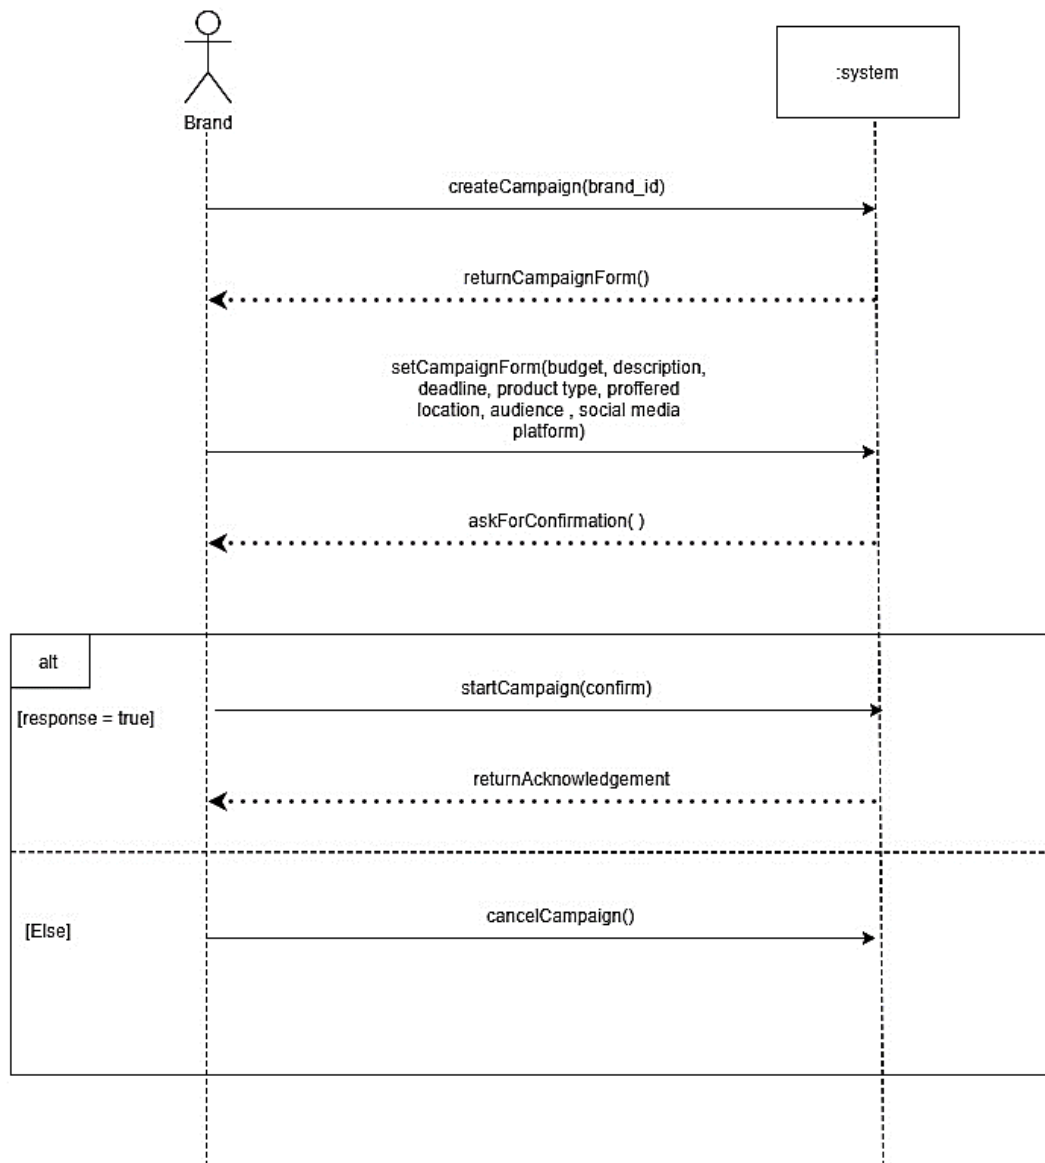 Brand
:system
createCampaign(brand_id)
returnCampaignForm()
setCampaignForm(budget, description,
deadline, product type, proffered
location, audience , social media
platform)
askForConfirmation( )
alt
startCampaign(confirm)
[response = true]
returnAcknowledgement
cancelCampaign()
[Else]